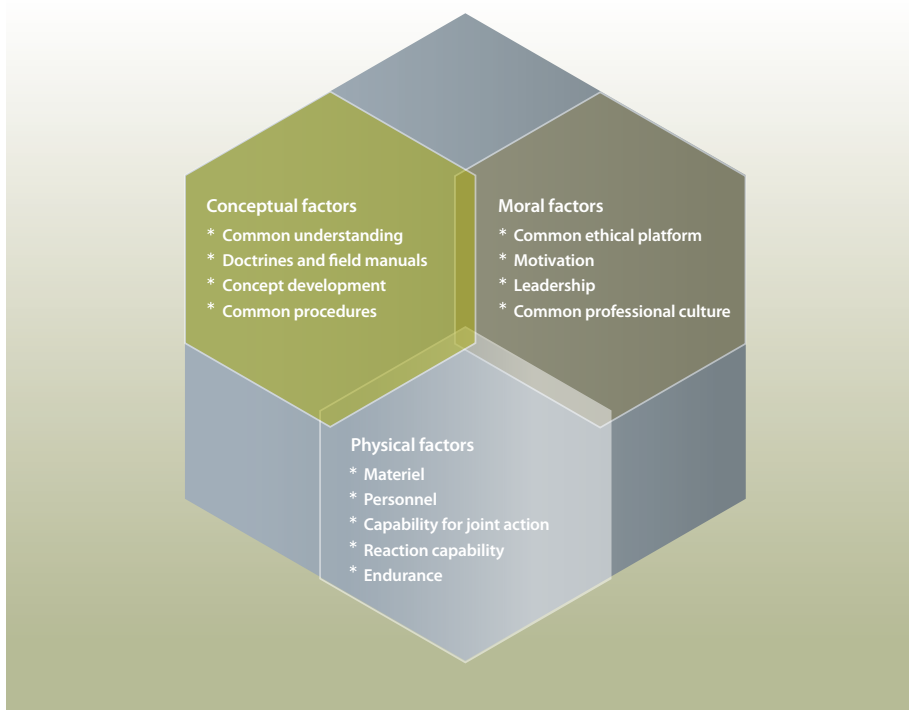 Conceptual factors
* Common understanding
* Doctrines and field manuals
* Concept development
* Common procedures
Moral factors
* Common ethical platform
* Motivation
* Leadership
* Common professional culture
Physical factors
* Materiel
* Personnel
* Capability for joint action
* Reaction capability
* Endurance